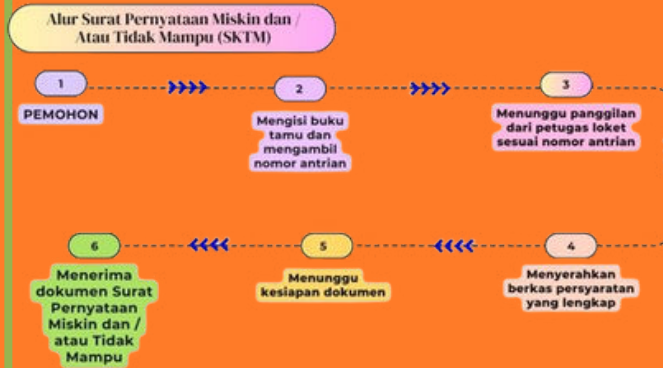 Alur Surat Pernyataan Miskin dan /
Atau Tidak Mampu (SKTM)
1
PEMOHON
2
Mengisi buku
tamu dan
mengambil
nomor antrian
3
Menunggu panggilan
dari petugas loket
sesuai nomor antrian
4
Menyerahkan
berkas persyaratan
yang lengkap
5
Menunggu
kesiapan dokumen
6
Menerima
dokumen Surat
Pernyataan
Miskin dan /
atau Tidak
Mampu